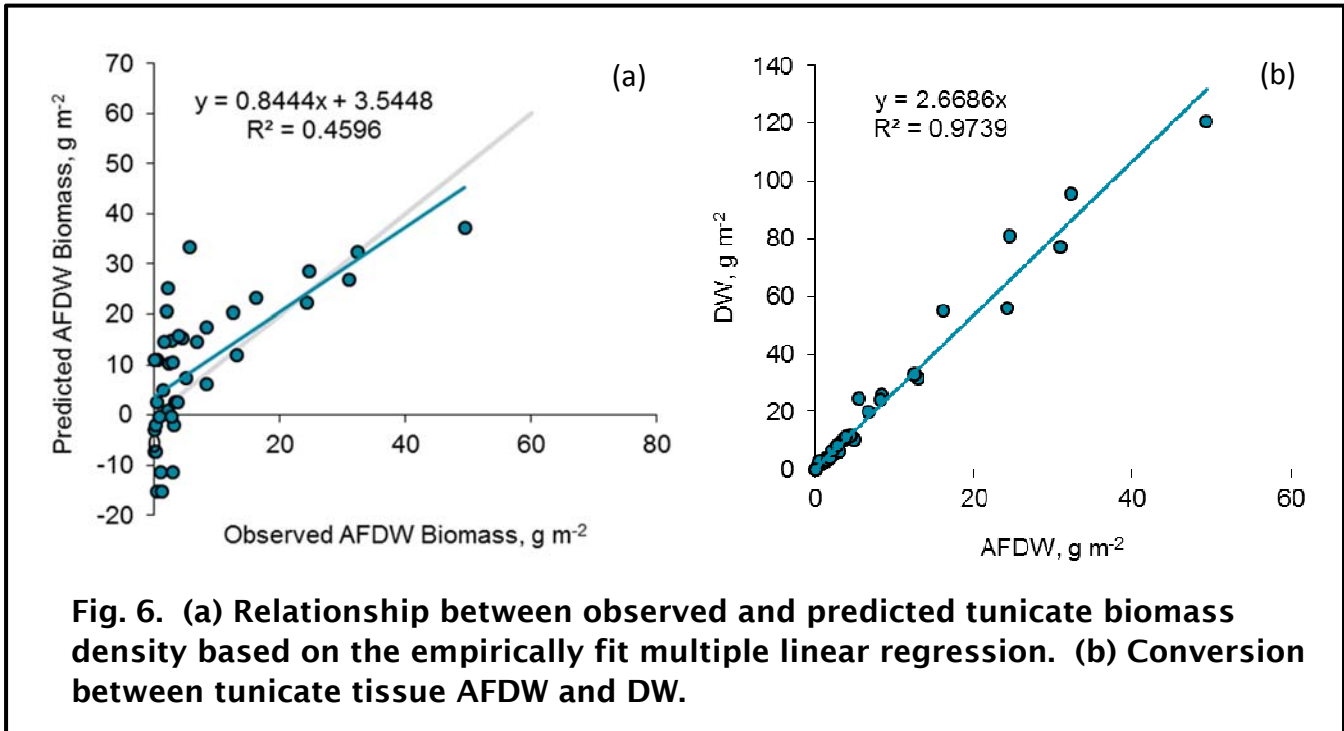 70
60
50
40
30
20
10
0
-10
-20
20
40
60
80
Predicted AFDW Biomass, g m-2
Observed AFDW Biomass, g m-2
y = 0.8444x + 3.5448
R² = 0.4596
(a)
140
120
100
80
60
40
20
0
0
20
40
60
DW, g m-2
AFDW, g m-2
y = 2.6686x
R² = 0.9739
(b)
Fig. 6. (a) Relationship between observed and predicted tunicate biomass
density based on the empirically fit multiple linear regression. (b) Conversion
between tunicate tissue AFDW and DW.